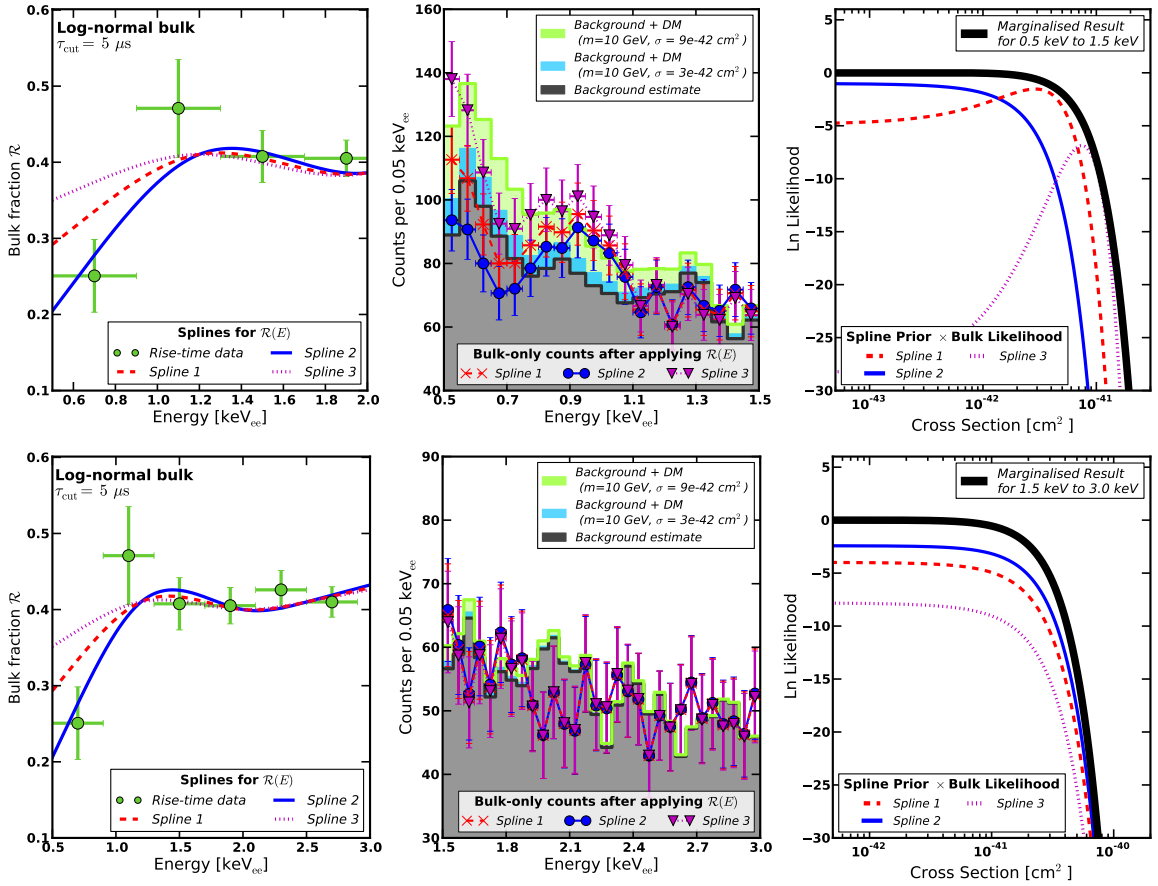 Log-normal bulk
τcut = 5 μs
Bulk fraction R
0.5
0.4
0.3
0.2
0.1
Splines for R(E)
Rise-time data
Spline 1
Spline 2
Spline 3
0.6 0.8 1.0 1.2 1.4 1.6 1.8 2.0
Energy [keVee]
Counts per 0.05 keVee
160
140
120
100
80
60
40
Background + DM
(m=10 GeV, σ = 9e-42 cm² )
Background + DM
(m=10 GeV, σ = 3e-42 cm² )
Background estimate
Bulk-only counts after applying R(E)
Spline 1 Spline 2 Spline 3
0.5 0.7 0.9 1.1 1.3 1.5
Energy [keVee]
Ln Likelihood
5
0
−5
−10
−15
−20
−25
−30
Marginalised Result
for 0.5 keV to 1.5 keV
Spline Prior × Bulk Likelihood
Spline 1
Spline 2
Spline 3
10⁻⁴³ 10⁻⁴² 10⁻⁴¹
Cross Section [cm² ]
Log-normal bulk
τcut = 5 μs
Bulk fraction R
0.5
0.4
0.3
0.2
0.1
Splines for R(E)
Rise-time data
Spline 1
Spline 2
Spline 3
0.5 1.0 1.5 2.0 2.5 3.0
Energy [keVee]
Counts per 0.05 keVee
90
80
70
60
50
40
30
Background + DM
(m=10 GeV, σ = 9e-42 cm² )
Background + DM
(m=10 GeV, σ = 3e-42 cm² )
Background estimate
Bulk-only counts after applying R(E)
Spline 1 Spline 2 Spline 3
1.5 1.8 2.1 2.4 2.7 3.0
Energy [keVee]
Ln Likelihood
5
0
−5
−10
−15
−20
−25
−30
Marginalised Result
for 1.5 keV to 3.0 keV
Spline Prior × Bulk Likelihood
Spline 1
Spline 2
Spline 3
10⁻⁴² 10⁻⁴¹ 10⁻⁴⁰
Cross Section [cm² ]